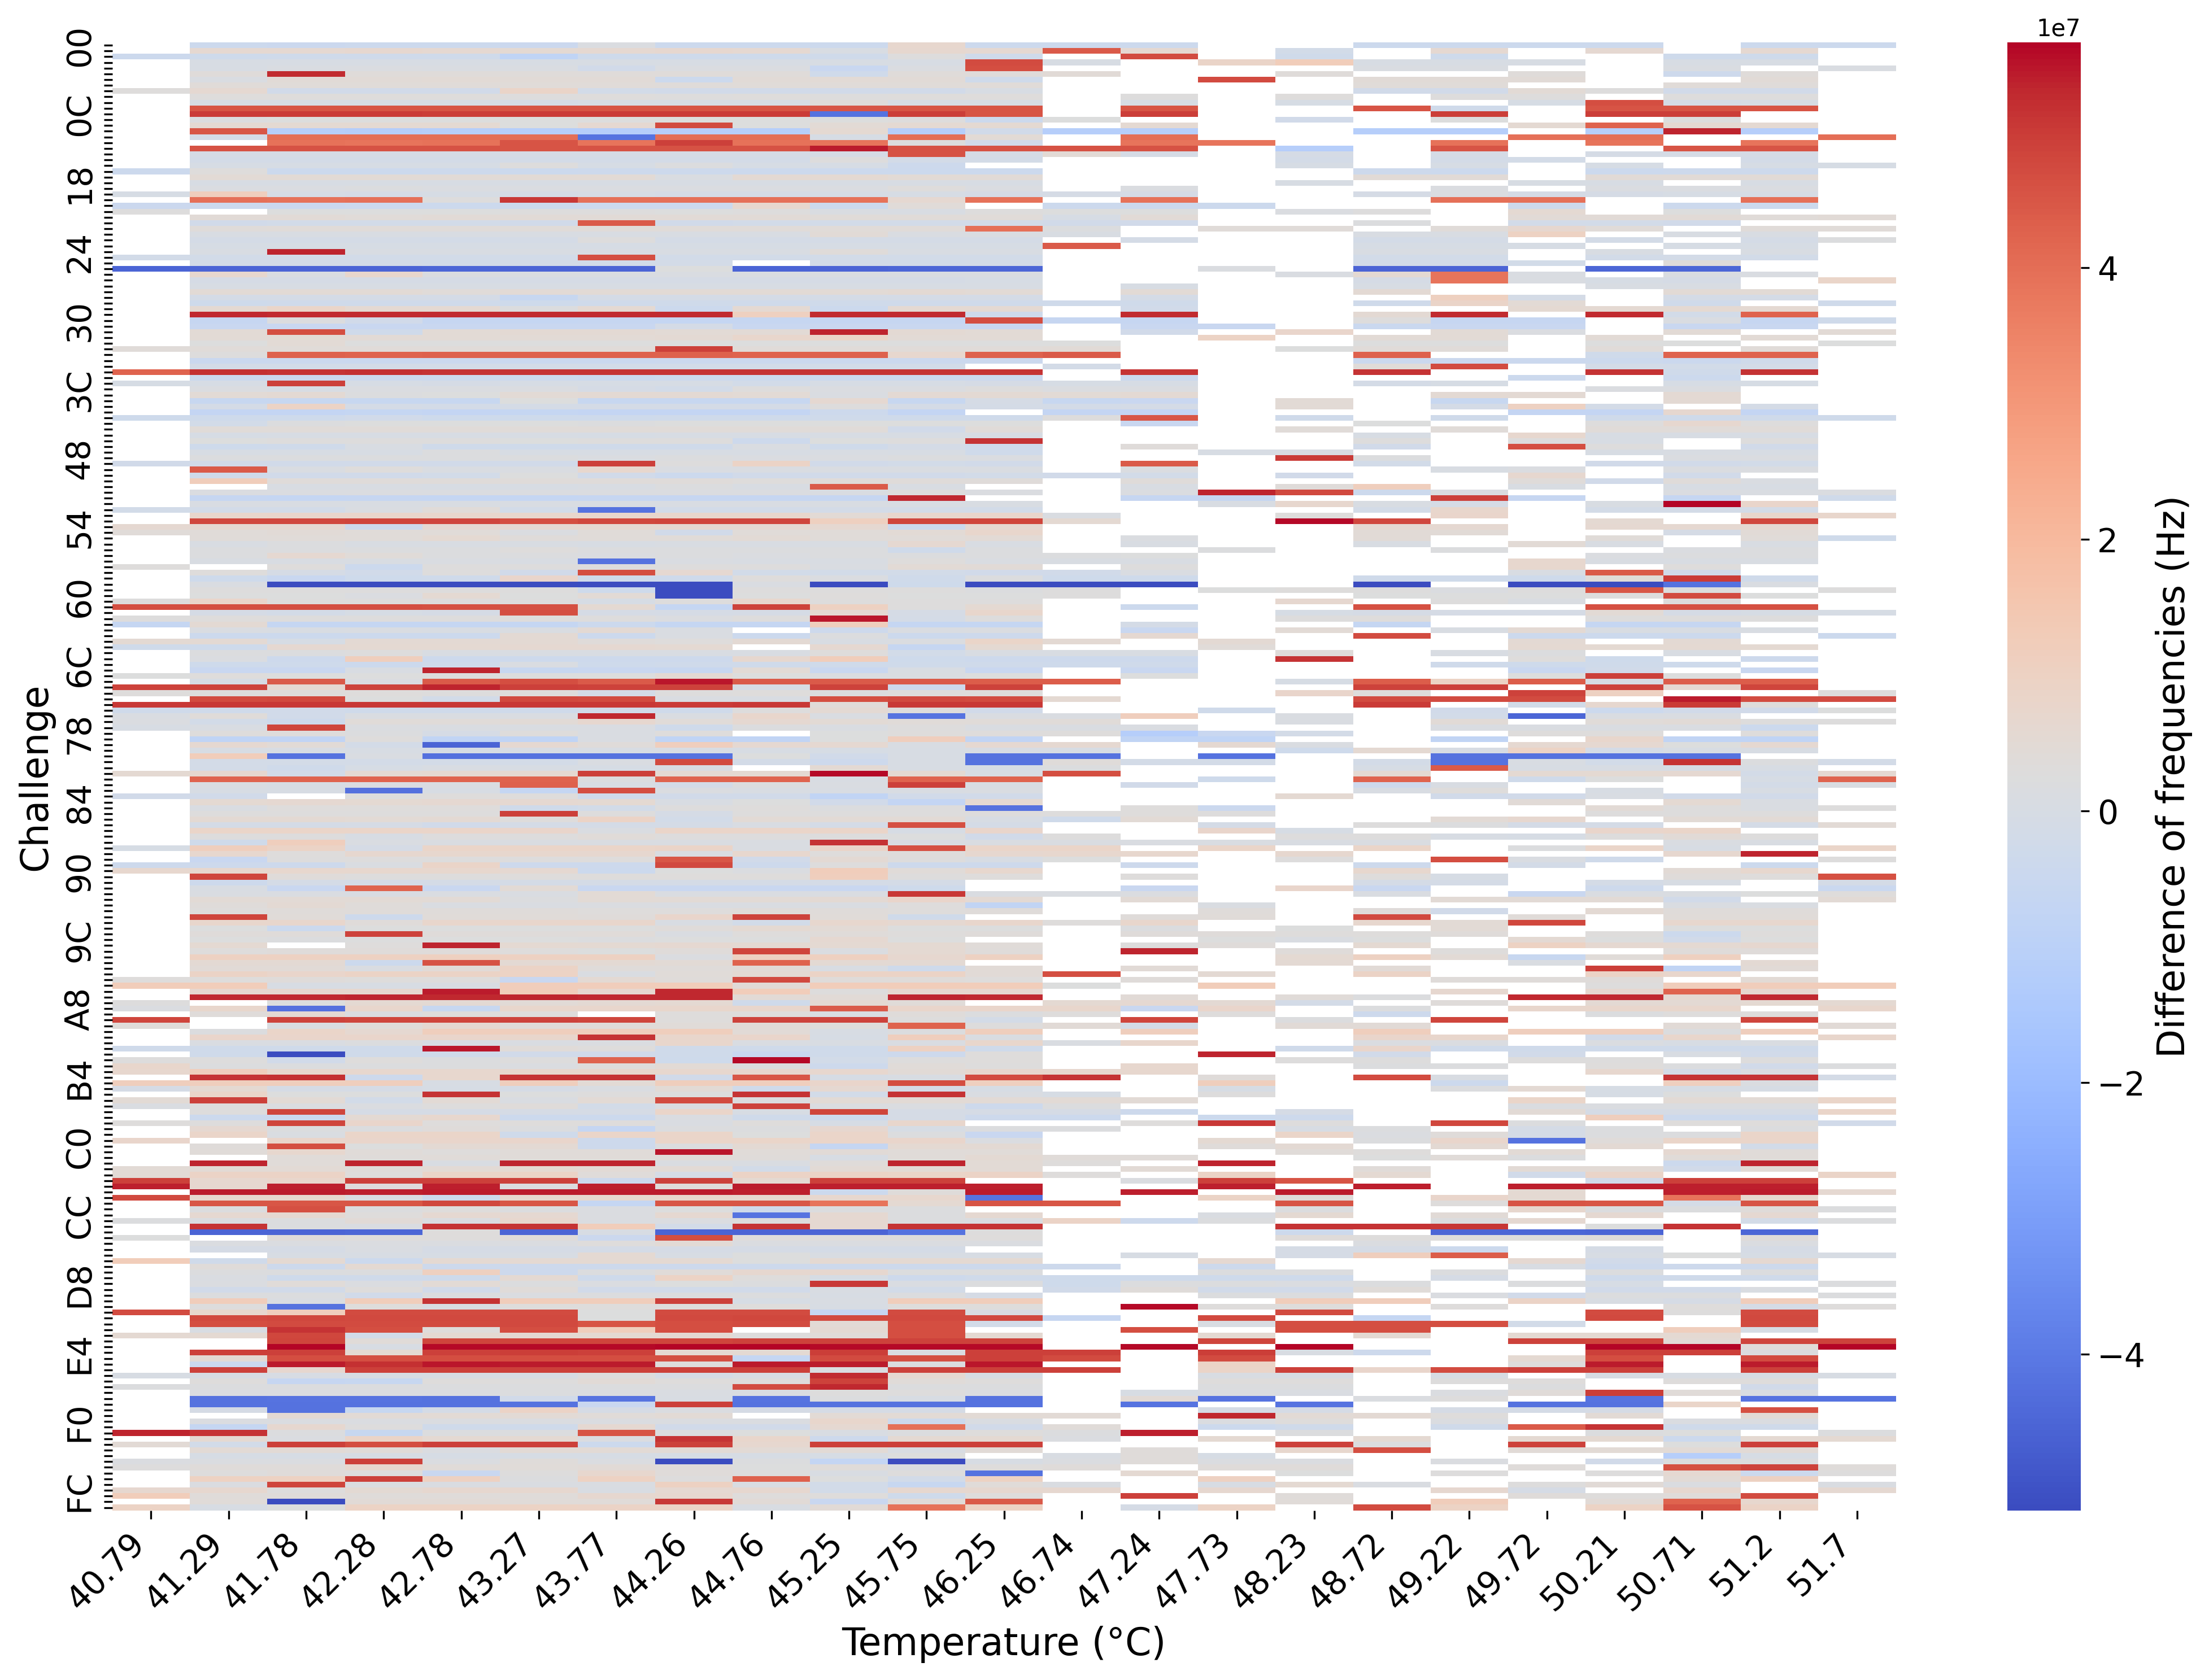 1e7
Challenge
00
0C
18
24
30
3C
48
54
60
6C
78
84
90
9C
A8
B4
C0
CC
D8
E4
F0
FC
40.79
41.29
41.78
42.28
42.78
43.27
43.77
44.26
44.76
45.25
45.75
46.25
46.74
47.24
47.73
48.23
48.72
49.22
49.72
50.21
50.71
51.2
51.7
Temperature (°C)
4
2
0
−2
−4
Difference of frequencies (Hz)